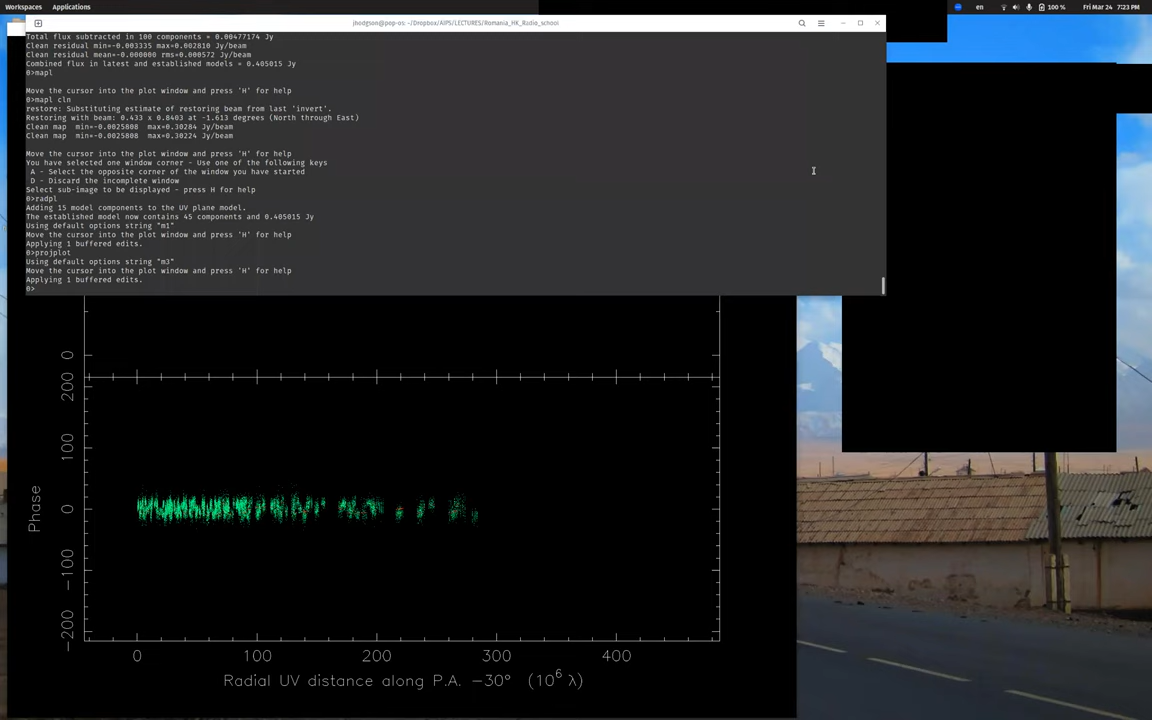 Workspaces Applications en 100 % Fri Mar 24 7:23 PM
jhodgson@pop-os: ~/Dropbox/AIPS/LECTURES/Romania_HK_Radio_school
Total flux subtracted in 100 components = 0.00477174 Jy
Clean residual min=-0.003335 max=0.002810 Jy/beam
Clean residual mean=-0.000000 rms=0.000572 Jy/beam
Combined flux in latest and established models = 0.405015 Jy
0>mapl
Move the cursor into the plot window and press 'H' for help
0>mapl cln
restore: Substituting estimate of restoring beam from last 'invert'.
Restoring with beam: 0.433 x 0.8403 at -1.613 degrees (North through East)
Clean map  min=-0.0025808  max=0.30284 Jy/beam
Clean map  min=-0.0025808  max=0.30224 Jy/beam
Move the cursor into the plot window and press 'H' for help
You have selected one window corner - Use one of the following keys
A - Select the opposite corner of the window you have started
D - Discard the incomplete window
Select sub-image to be displayed - press H for help
0>radpl
Adding 15 model components to the UV plane model.
The established model now contains 45 components and 0.405015 Jy
Using default options string "m1"
Move the cursor into the plot window and press 'H' for help
Applying 1 buffered edits.
0>projplot
Using default options string "m3"
Move the cursor into the plot window and press 'H' for help
Applying 1 buffered edits.
0>
0
200
100
0
−100
−200
Phase
0 100 200 300 400
Radial UV distance along P.A. −30° (10⁶ λ)